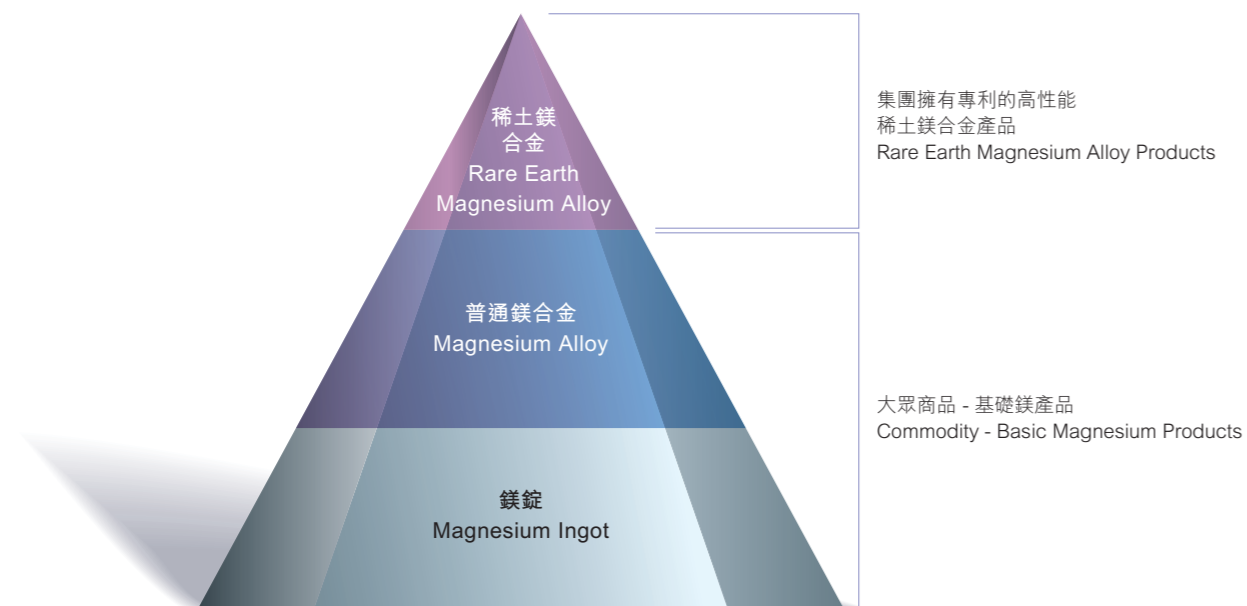 稀土鎂
合金
Rare Earth
Magnesium Alloy
集團擁有專利的高性能
稀土鎂合金產品
Rare Earth Magnesium Alloy Products
普通鎂合金
Magnesium Alloy
大眾商品 - 基礎鎂產品
Commodity - Basic Magnesium Products
鎂錠
Magnesium Ingot